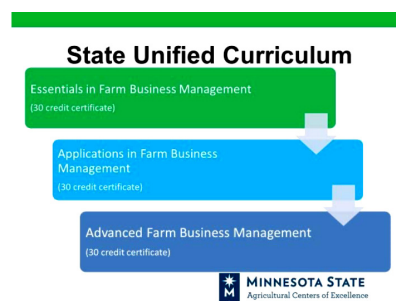 State Unified Curriculum
Essentials in Farm Business Management
(30 credit certificate)
Applications in Farm Business
Management
(30 credit certificate)
Advanced Farm Business Management
(30 credit certificate)
MINNESOTA STATE
Agricultural Centers of Excellence